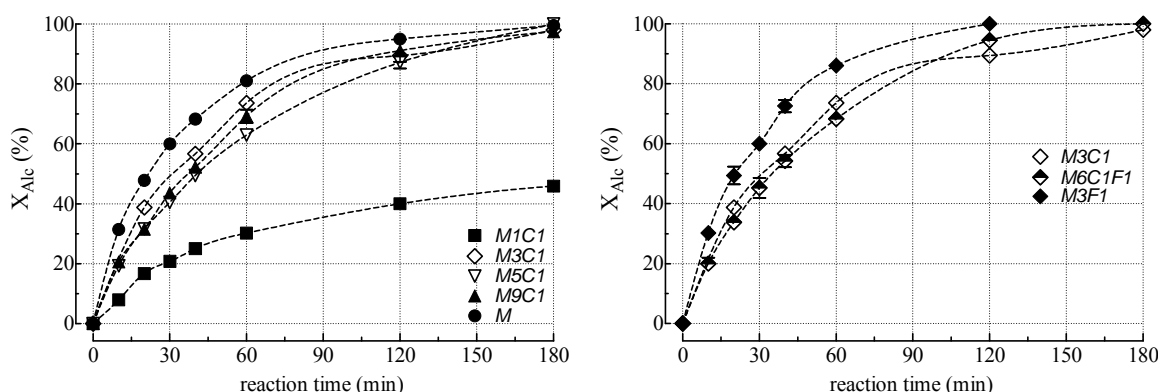 100
80
60
40
20
0
X_Alc (%)
M1C1
M3C1
M5C1
M9C1
M
0 30 60 90 120 150 180
reaction time (min)
100
80
60
40
20
0
X_Alc (%)
M3C1
M6C1F1
M3F1
0 30 60 90 120 150 180
reaction time (min)